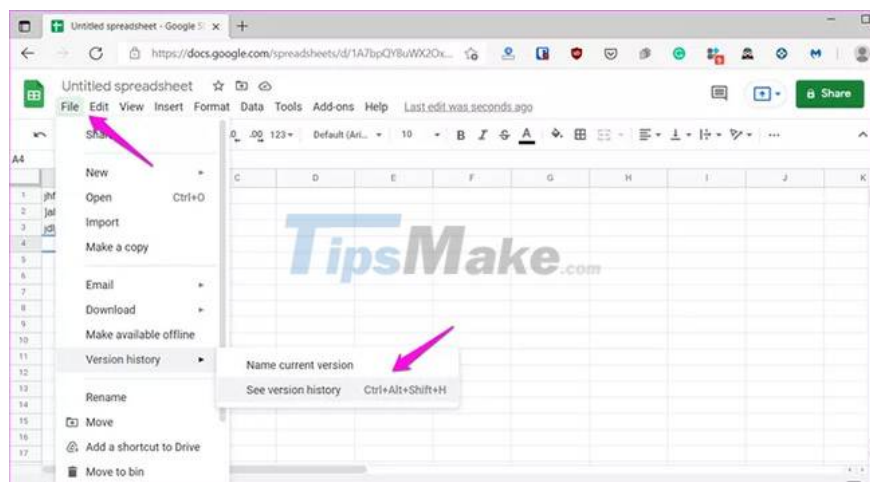 Untitled spreadsheet - Google S × +
https://docs.google.com/spreadsheets/d/1A7bpQYBuWX2Ox...
Untitled spreadsheet
File Edit View Insert Format Data Tools Add-ons Help Last edit was seconds ago
Share
.0 .00 123 Default (Ari... 10 B I S A
A4
C D E F G H I J K
Share
New
Open Ctrl+O
Import
Make a copy
Email
Download
Make available offline
Version history
Rename
Move
Add a shortcut to Drive
Move to bin
Name current version
See version history Ctrl+Alt+Shift+H
1
2
3
4
5
6
7
8
9
10
11
12
13
14
15
16
17
TipsMake.com